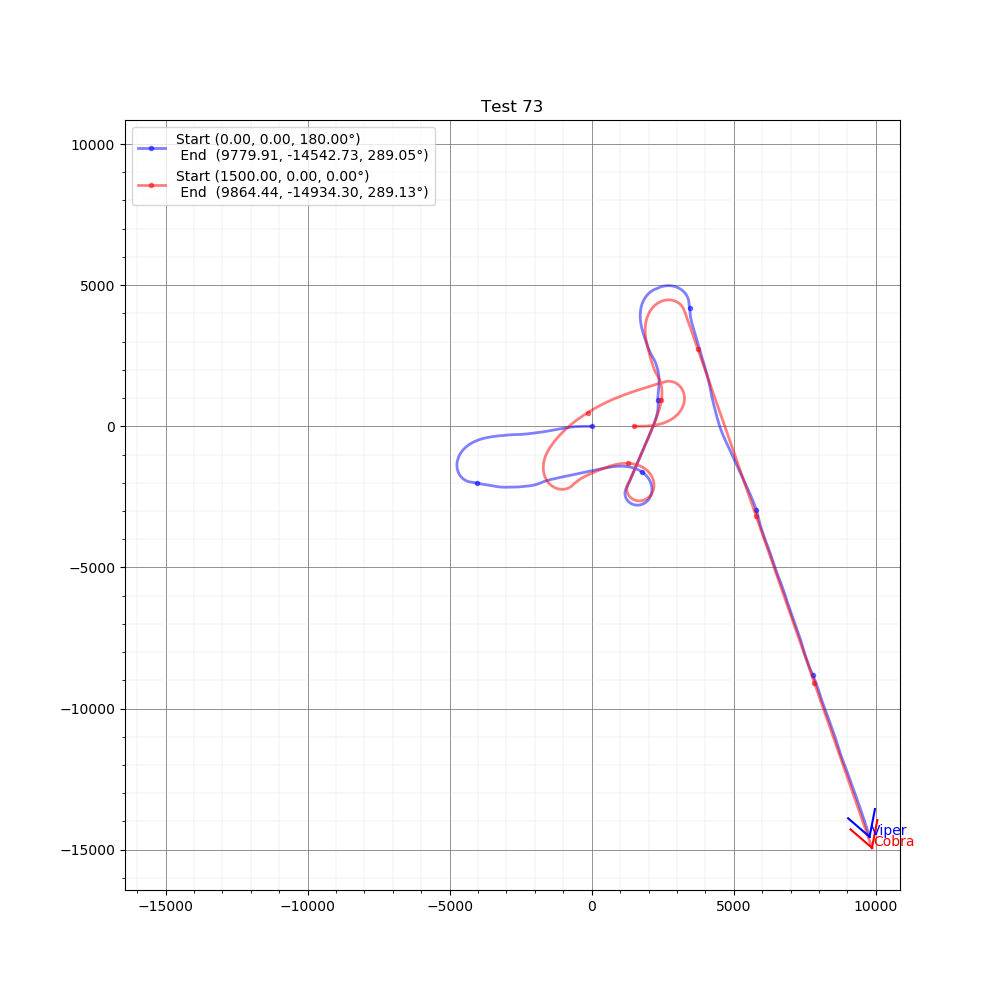 Test 73
Start (0.00, 0.00, 180.00°)
End (9779.91, -14542.73, 289.05°)
Start (1500.00, 0.00, 0.00°)
End (9864.44, -14934.30, 289.13°)
10000
5000
0
−5000
−10000
−15000
Viper
Cobra
−15000
−10000
−5000
0
5000
10000